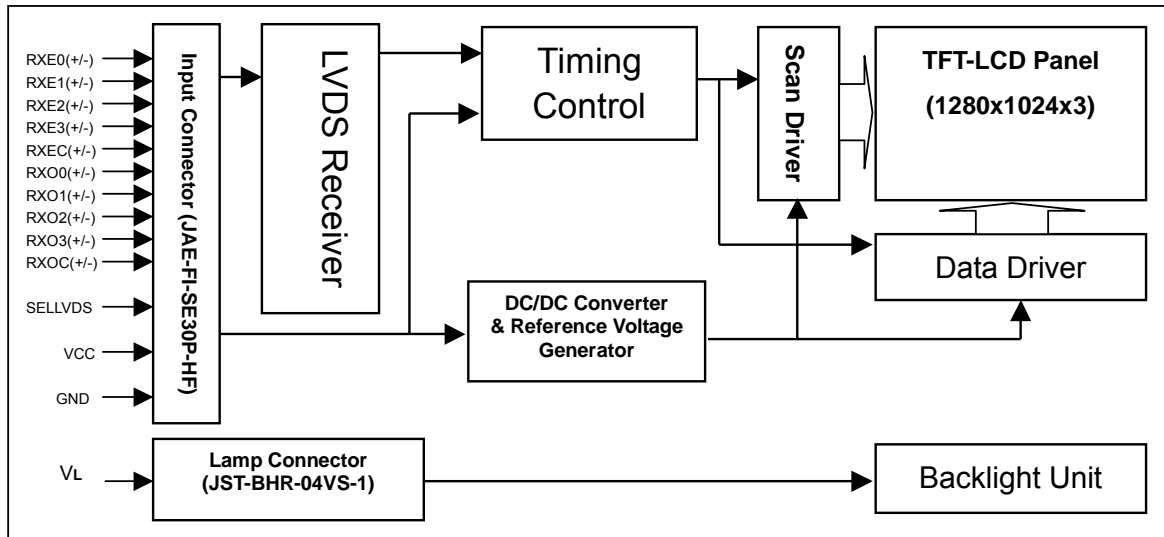 RXE0(+/-)
RXE1(+/-)
RXE2(+/-)
RXE3(+/-)
RXEC(+/-)
RXO0(+/-)
RXO1(+/-)
RXO2(+/-)
RXO3(+/-)
RXOC(+/-)
SELLVDS
VCC
GND
VL
Input Connector (JAE-FI-SE30P-HF)
LVDS Receiver
Timing
Control
Scan Driver
TFT-LCD Panel
(1280x1024x3)
Data Driver
DC/DC Converter
& Reference Voltage
Generator
Lamp Connector
(JST-BHR-04VS-1)
Backlight Unit